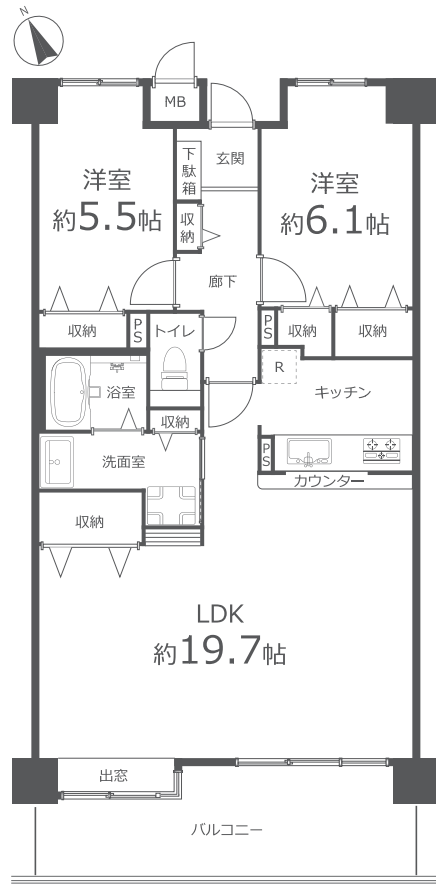 N
MB
洋室
約5.5帖
下駄箱
玄関
洋室
約6.1帖
収納
廊下
収納
PS
トイレ
PS
収納
収納
浴室
R
キッチン
収納
洗面室
PS
カウンター
収納
LDK
約19.7帖
出窓
バルコニー